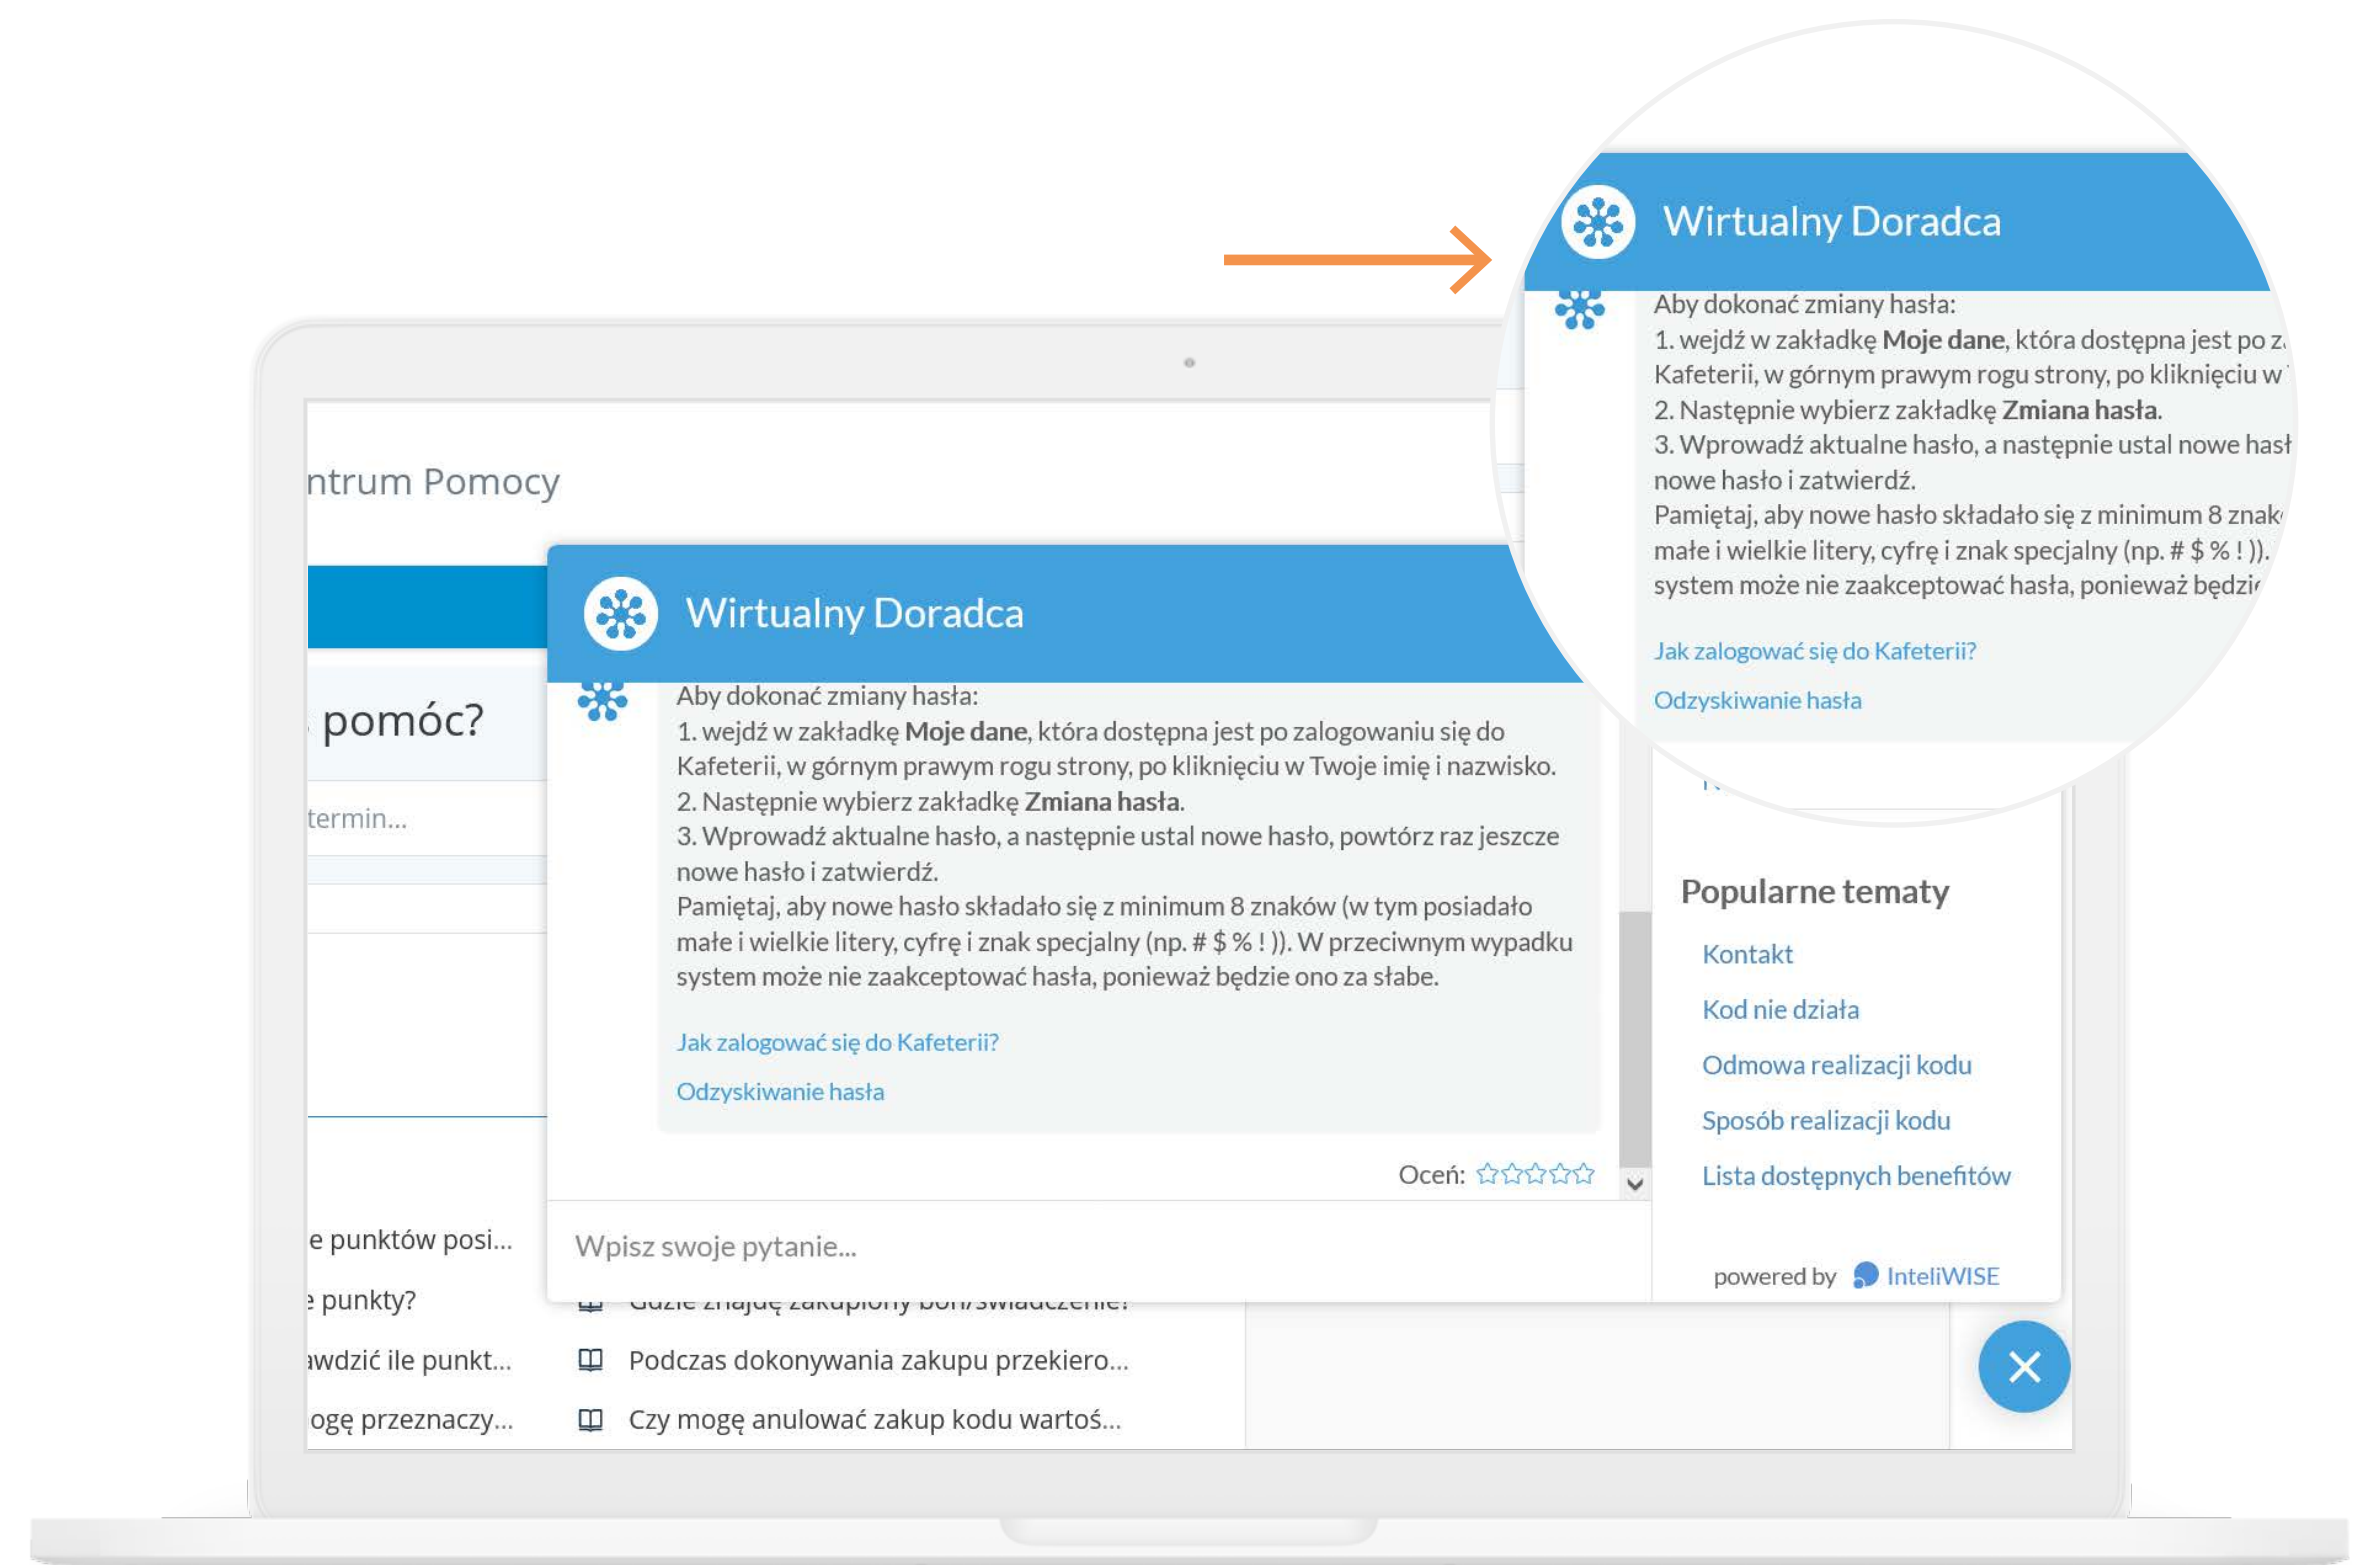 Wirtualny Doradca
Aby dokonać zmiany hasła:
1. wejdź w zakładkę Moje dane, która dostępna jest po
Kafeterii, w górnym prawym rogu strony, po kliknięciu w
2. Następnie wybierz zakładkę Zmiana hasła.
3. Wprowadź aktualne hasło, a następnie ustal nowe hasł
nowe hasło i zatwierdź.
Pamiętaj, aby nowe hasło składało się z minimum 8 znak
małe i wielkie litery, cyfrę i znak specjalny (np. # $ % ! )).
system może nie zaakceptować hasła, ponieważ będzie
Jak zalogować się do Kafeterii?
Odzyskiwanie hasła
ntrum Pomocy
pomóc?
termin...
Wirtualny Doradca
Aby dokonać zmiany hasła:
1. wejdź w zakładkę Moje dane, która dostępna jest po zalogowaniu się do
Kafeterii, w górnym prawym rogu strony, po kliknięciu w Twoje imię i nazwisko.
2. Następnie wybierz zakładkę Zmiana hasła.
3. Wprowadź aktualne hasło, a następnie ustal nowe hasło, powtórz raz jeszcze
nowe hasło i zatwierdź.
Pamiętaj, aby nowe hasło składało się z minimum 8 znaków (w tym posiadało
małe i wielkie litery, cyfrę i znak specjalny (np. # $ % ! )). W przeciwnym wypadku
system może nie zaakceptować hasła, ponieważ będzie ono za słabe.
Jak zalogować się do Kafeterii?
Odzyskiwanie hasła
Oceń:
Wpisz swoje pytanie...
Popularne tematy
Kontakt
Kod nie działa
Odmowa realizacji kodu
Sposób realizacji kodu
Lista dostępnych benefitów
powered by InteliWISE
e punktów posi...
e punkty?
awdzić ile punkt...
ogę przeznaczy...
Gdzie znajdę zakupiony bon/świadczenie?
Podczas dokonywania zakupu przekiero...
Czy mogę anulować zakup kodu wartoś...